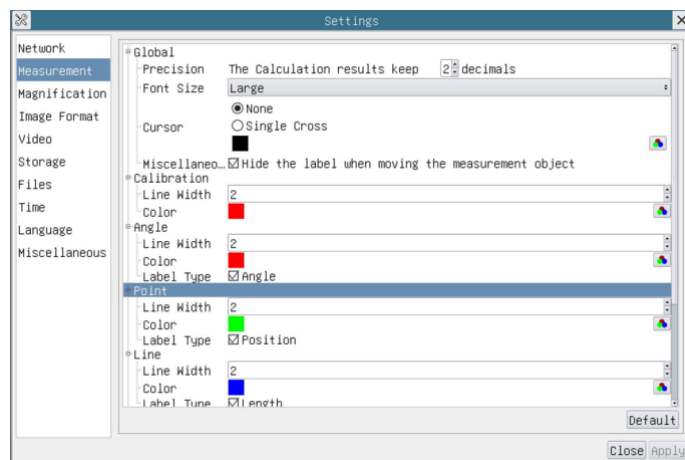 Settings
Network
Measurement
Magnification
Image Format
Video
Storage
Files
Time
Language
Miscellaneous
Global
Precision The Calculation results keep 2 decimals
Font Size Large
None
Cursor Single Cross
Miscellaneo… Hide the label when moving the measurement object
Calibration
Line Width 2
Color
Angle
Line Width 2
Color
Label Type Angle
Point
Line Width 2
Color
Label Type Position
Line
Line Width 2
Color
Label Type Length
Default
Close Apply